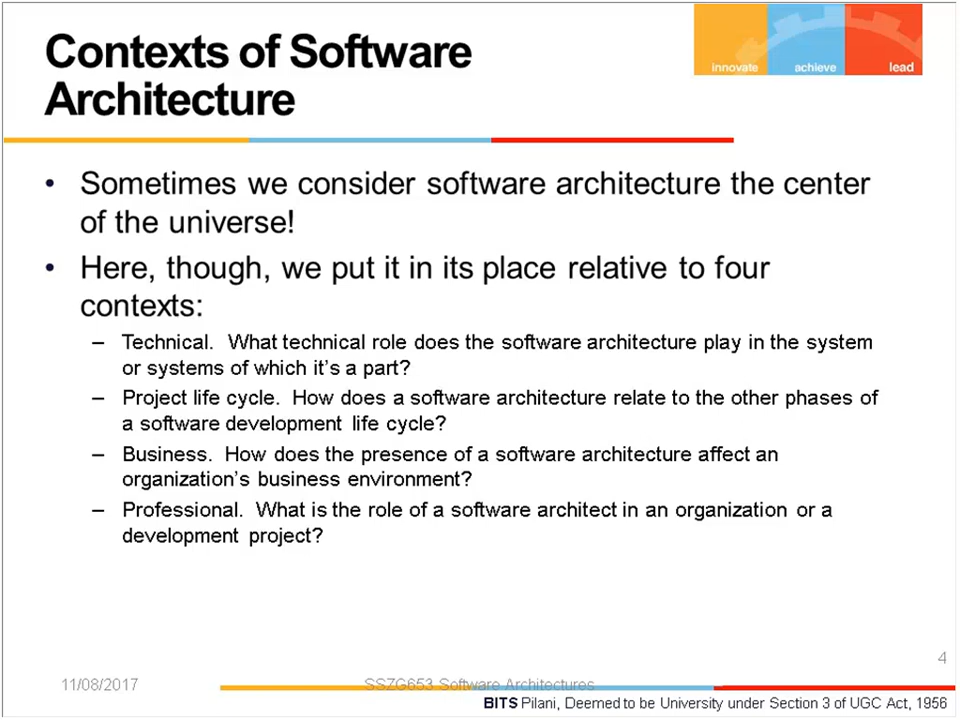 Contexts of Software
Architecture
innovate achieve lead
• Sometimes we consider software architecture the center
of the universe!
• Here, though, we put it in its place relative to four
contexts:
– Technical. What technical role does the software architecture play in the system
or systems of which it’s a part?
– Project life cycle. How does a software architecture relate to the other phases of
a software development life cycle?
– Business. How does the presence of a software architecture affect an
organization’s business environment?
– Professional. What is the role of a software architect in an organization or a
development project?
4
11/08/2017 SSZG653 Software Architectures
BITS Pilani, Deemed to be University under Section 3 of UGC Act, 1956